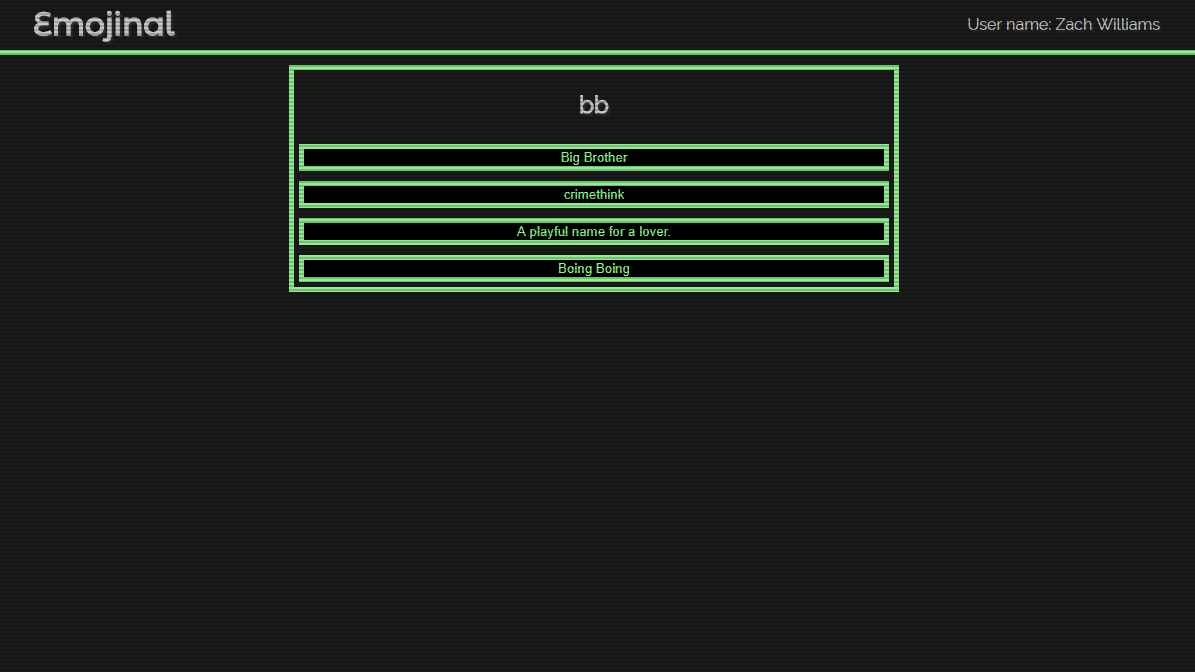 Emojinal
User name: Zach Williams
bb
Big Brother
crimethink
A playful name for a lover.
Boing Boing